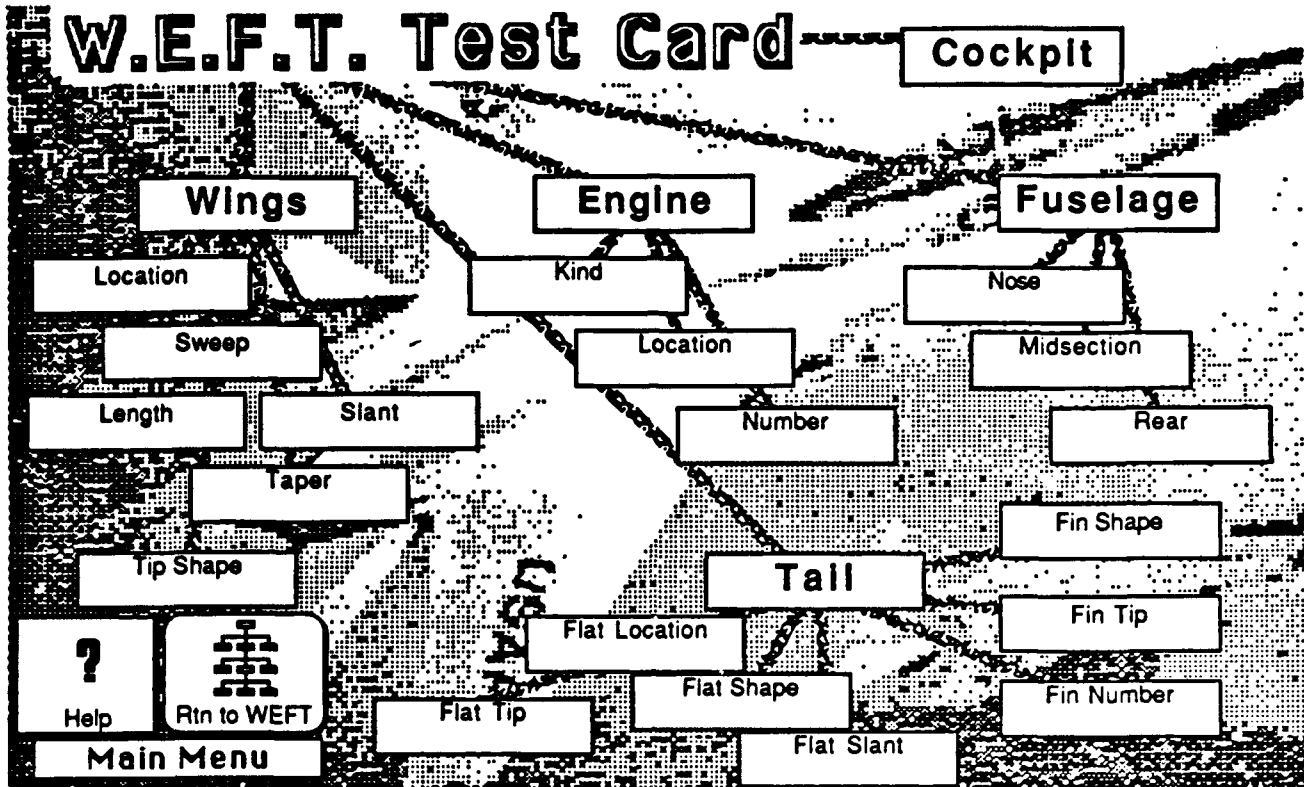 W.E.F.T. Test Card
Cockpit
Wings
Engine
Fuselage
Location
Kind
Nose
Sweep
Location
Midsection
Length
Slant
Number
Rear
Taper
Fin Shape
Tip Shape
Tail
Fin Tip
Flat Location
Flat Shape
Fin Number
Flat Tip
Flat Slant
?
Help
Rtn to WEFT
Main Menu